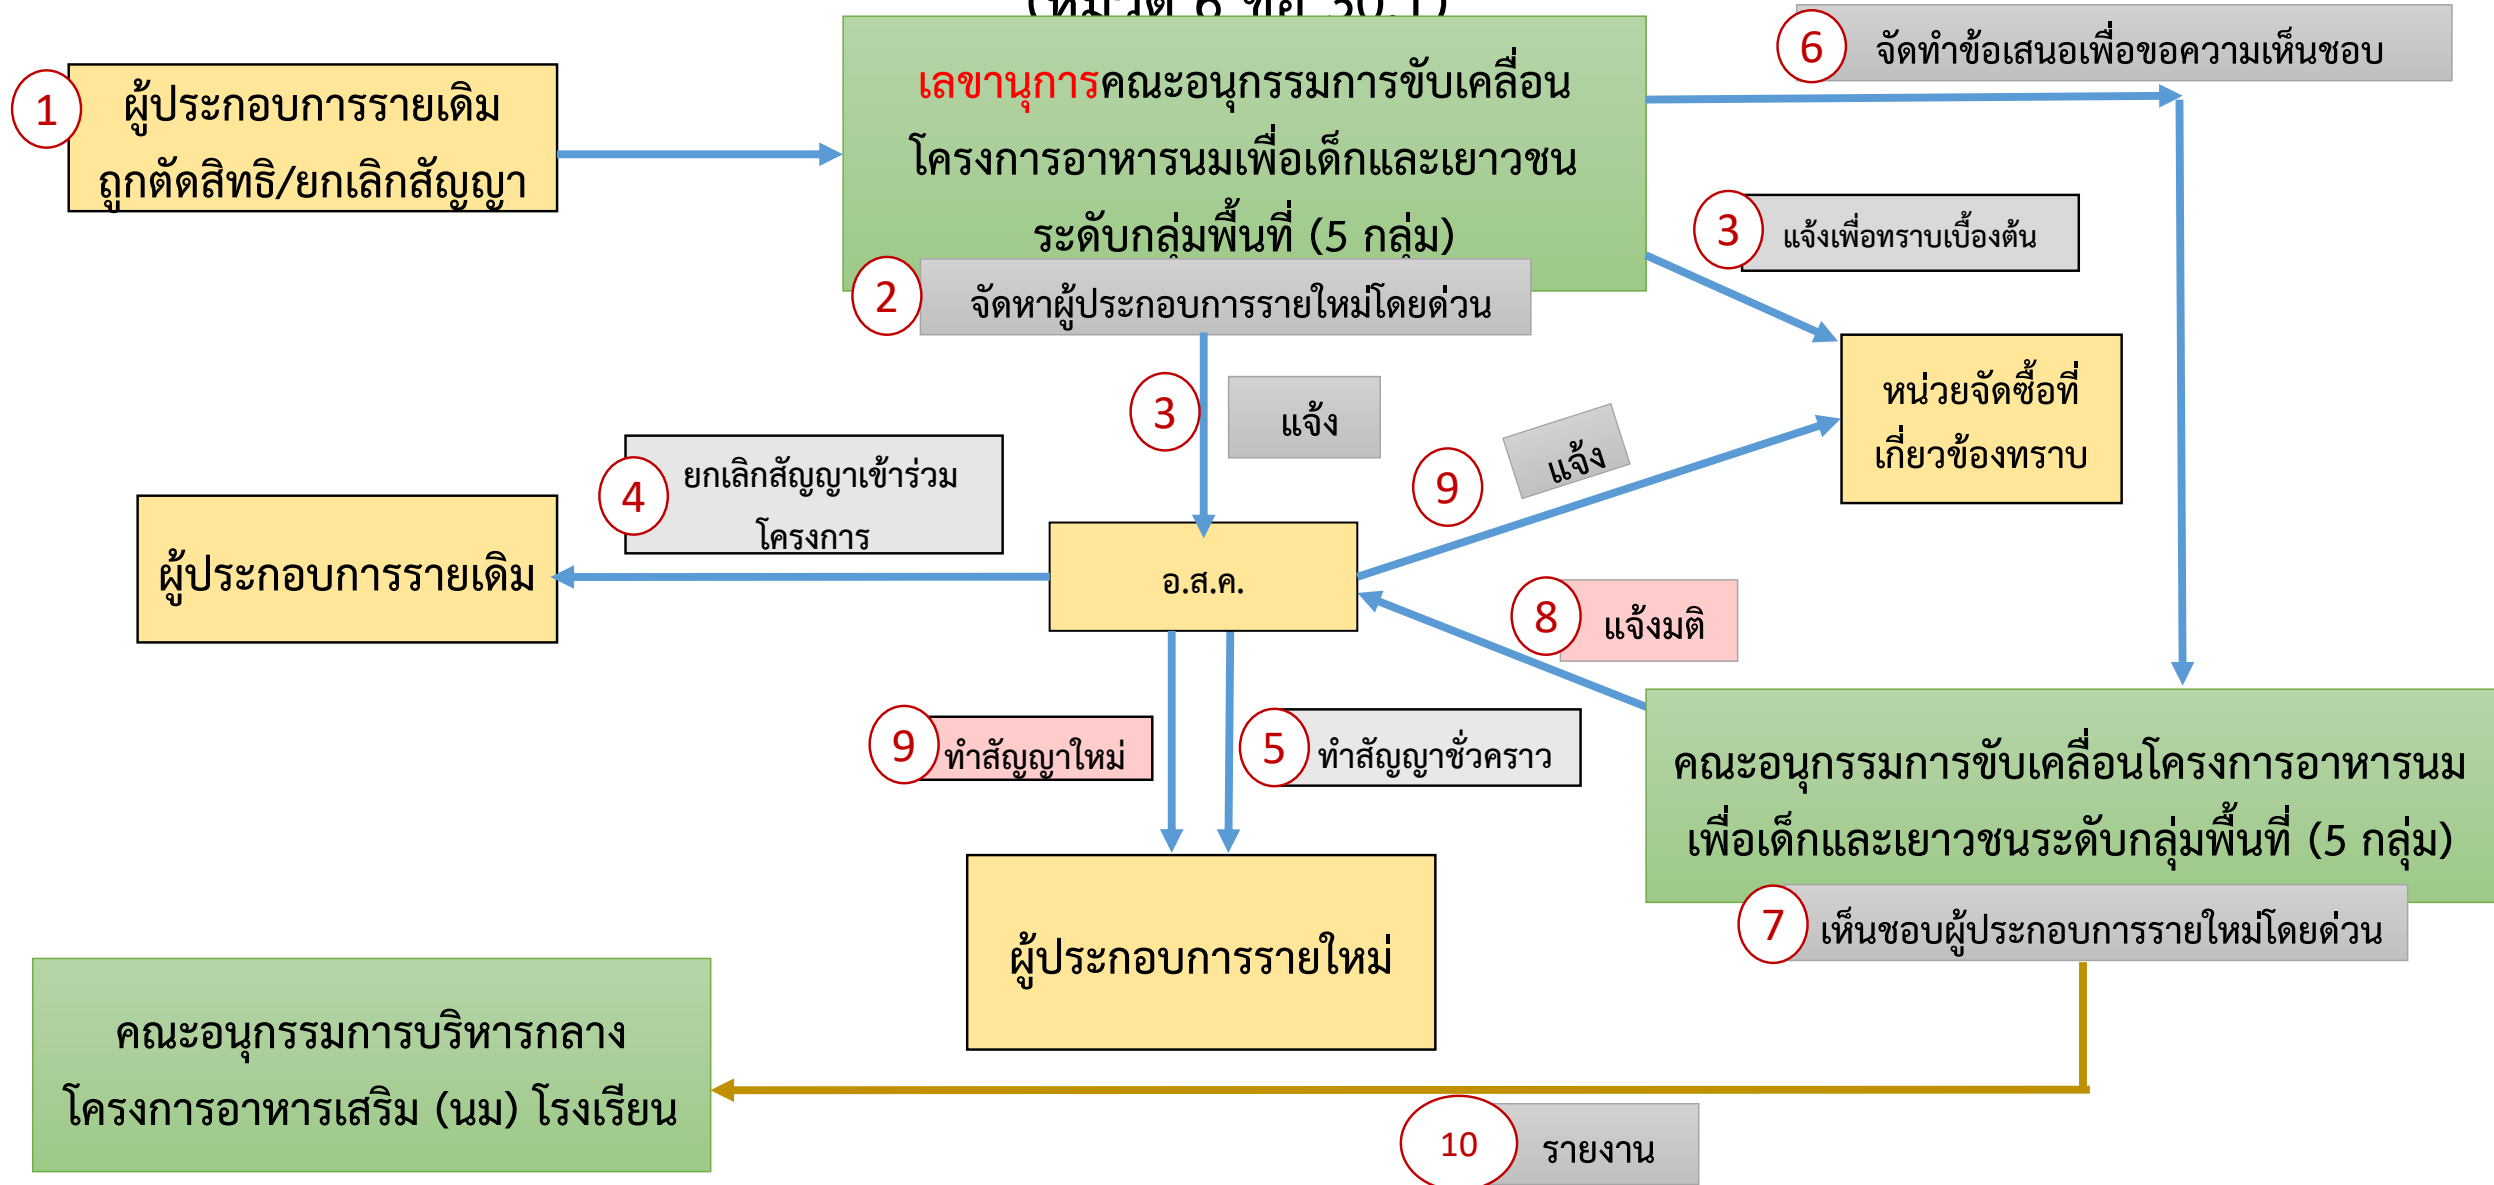 (หมวด 6 ข้อ 30.1)
6
จัดทำข้อเสนอเพื่อขอความเห็นชอบ
1
ผู้ประกอบการรายเดิม
ถูกตัดสิทธิ/ยกเลิกสัญญา
เลขานุการคณะอนุกรรมการขับเคลื่อน
โครงการอาหารนมเพื่อเด็กและเยาวชน
ระดับกลุ่มพื้นที่ (5 กลุ่ม)
3
แจ้งเพื่อทราบเบื้องต้น
2
จัดหาผู้ประกอบการรายใหม่โดยด่วน
3
แจ้ง
หน่วยจัดซื้อที่
เกี่ยวข้องทราบ
9
แจ้ง
4
ยกเลิกสัญญาเข้าร่วม
โครงการ
ผู้ประกอบการรายเดิม
อ.ส.ค.
8
แจ้งมติ
9
ทำสัญญาใหม่
5
ทำสัญญาชั่วคราว
คณะอนุกรรมการขับเคลื่อนโครงการอาหารนม
เพื่อเด็กและเยาวชนระดับกลุ่มพื้นที่ (5 กลุ่ม)
7
เห็นชอบผู้ประกอบการรายใหม่โดยด่วน
ผู้ประกอบการรายใหม่
คณะอนุกรรมการบริหารกลาง
โครงการอาหารเสริม (นม) โรงเรียน
10
รายงาน